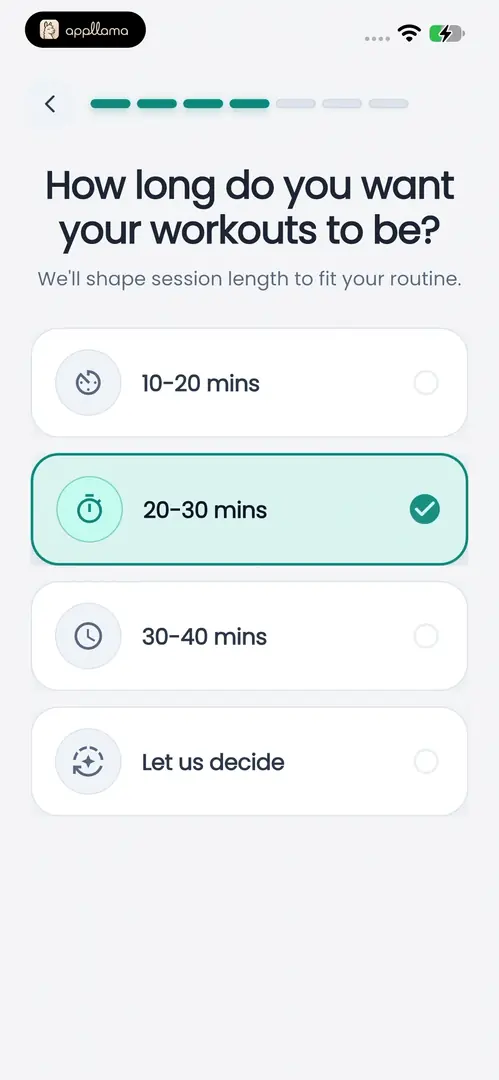 appllama
How long do you want
your workouts to be?
We'll shape session length to fit your routine.
10-20 mins
20-30 mins
30-40 mins
Let us decide